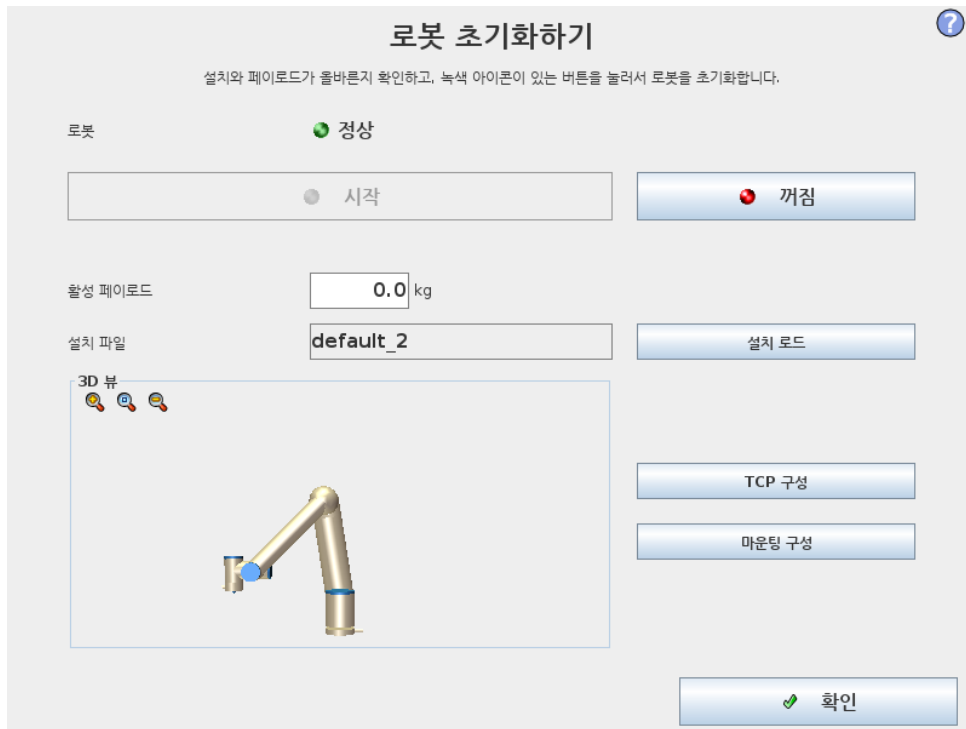 로봇 초기화하기
설치와 페이로드가 올바른지 확인하고, 녹색 아이콘이 있는 버튼을 눌러서 로봇을 초기화합니다.
로봇 정상
시작 꺼짐
활성 페이로드 0.0 kg
설치 파일 default_2 설치 로드
3D 뷰
TCP 구성
마운팅 구성
확인